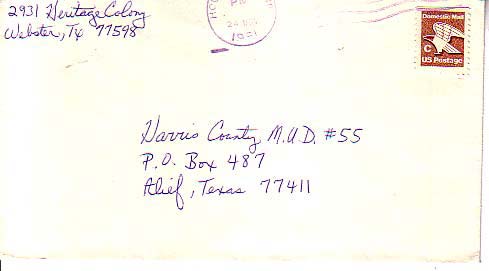 2931 Heritage Colony
Webster, TX 77598
PM
1981
Domestic Mail
C
US Postage
Harris County M.U.D. #55
P.O. Box 487
Alief, Texas 77411